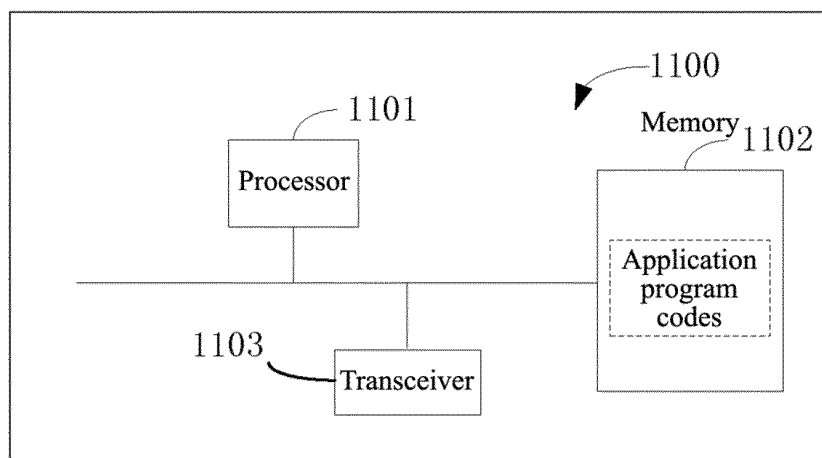 1100
1101
Memory
1102
Processor
Application
program
codes
1103
Transceiver